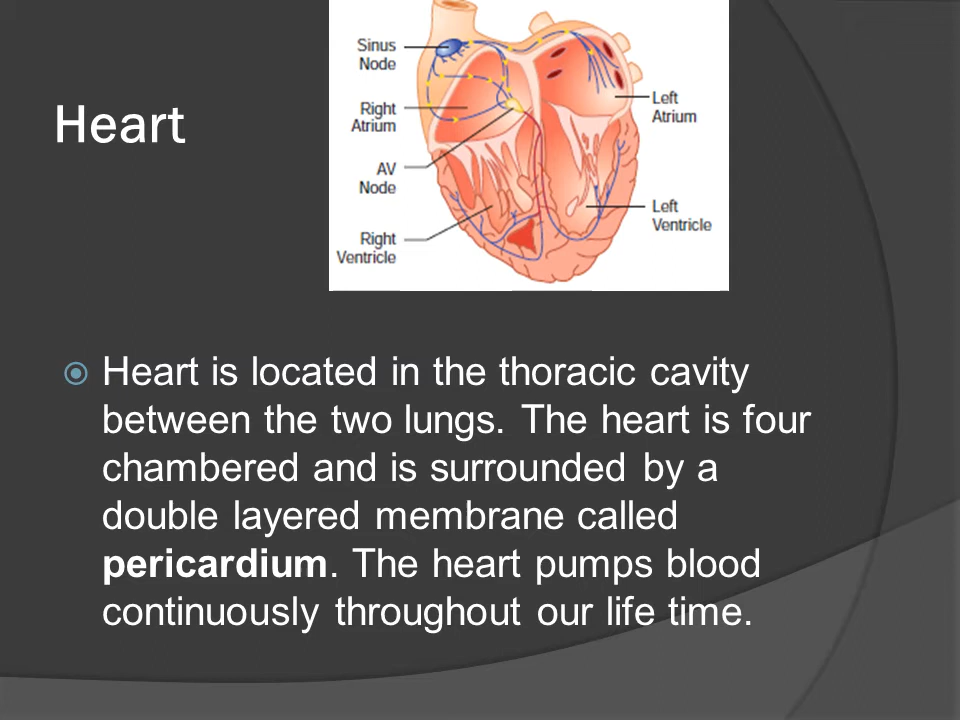 Heart
Sinus
Node
Right
Atrium
AV
Node
Right
Ventricle
Left
Atrium
Left
Ventricle
Heart is located in the thoracic cavity
between the two lungs. The heart is four
chambered and is surrounded by a
double layered membrane called
pericardium. The heart pumps blood
continuously throughout our life time.